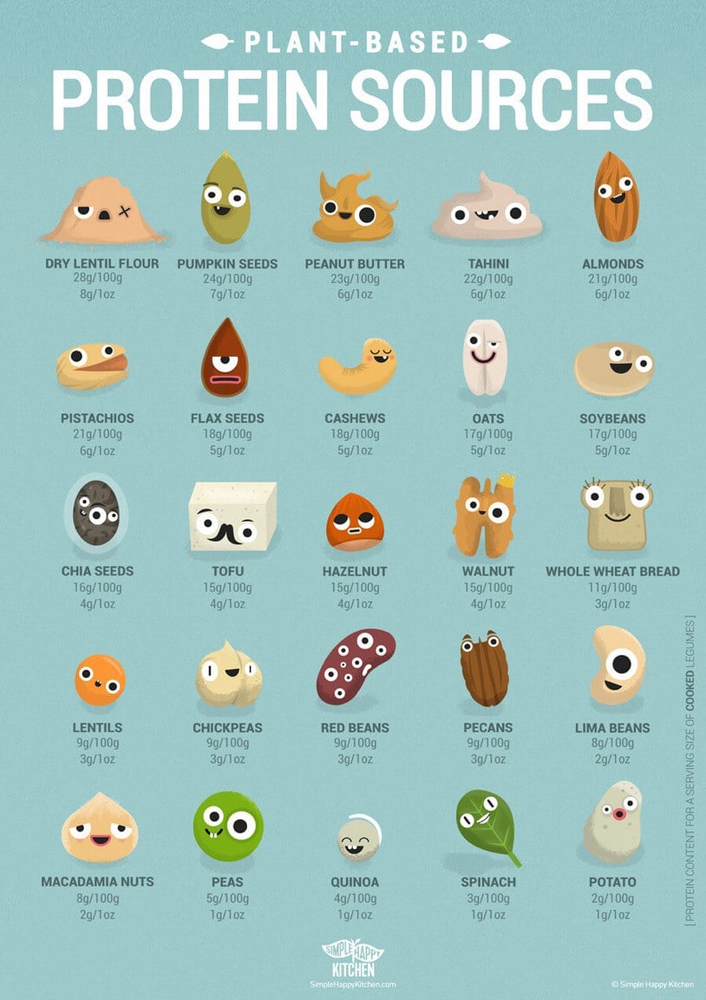 PLANT-BASED
PROTEIN SOURCES
DRY LENTIL FLOUR
28g/100g
8g/1oz
PUMPKIN SEEDS
24g/100g
7g/1oz
PEANUT BUTTER
23g/100g
6g/1oz
TAHINI
22g/100g
6g/1oz
ALMONDS
21g/100g
6g/1oz
PISTACHIOS
21g/100g
6g/1oz
FLAX SEEDS
18g/100g
5g/1oz
CASHEWS
18g/100g
5g/1oz
OATS
17g/100g
5g/1oz
SOYBEANS
17g/100g
5g/1oz
CHIA SEEDS
16g/100g
4g/1oz
TOFU
15g/100g
4g/1oz
HAZELNUT
15g/100g
4g/1oz
WALNUT
15g/100g
4g/1oz
WHOLE WHEAT BREAD
11g/100g
3g/1oz
LENTILS
9g/100g
3g/1oz
CHICKPEAS
9g/100g
3g/1oz
RED BEANS
9g/100g
3g/1oz
PECANS
9g/100g
3g/1oz
LIMA BEANS
8g/100g
2g/1oz
MACADAMIA NUTS
8g/100g
2g/1oz
PEAS
5g/100g
1g/1oz
QUINOA
4g/100g
1g/1oz
SPINACH
3g/100g
1g/1oz
POTATO
2g/100g
1g/1oz
[ PROTEIN CONTENT FOR A SERVING SIZE OF COOKED LEGUMES ]
SIMPLE HAPPY
KITCHEN
SimpleHappyKitchen.com
© Simple Happy Kitchen